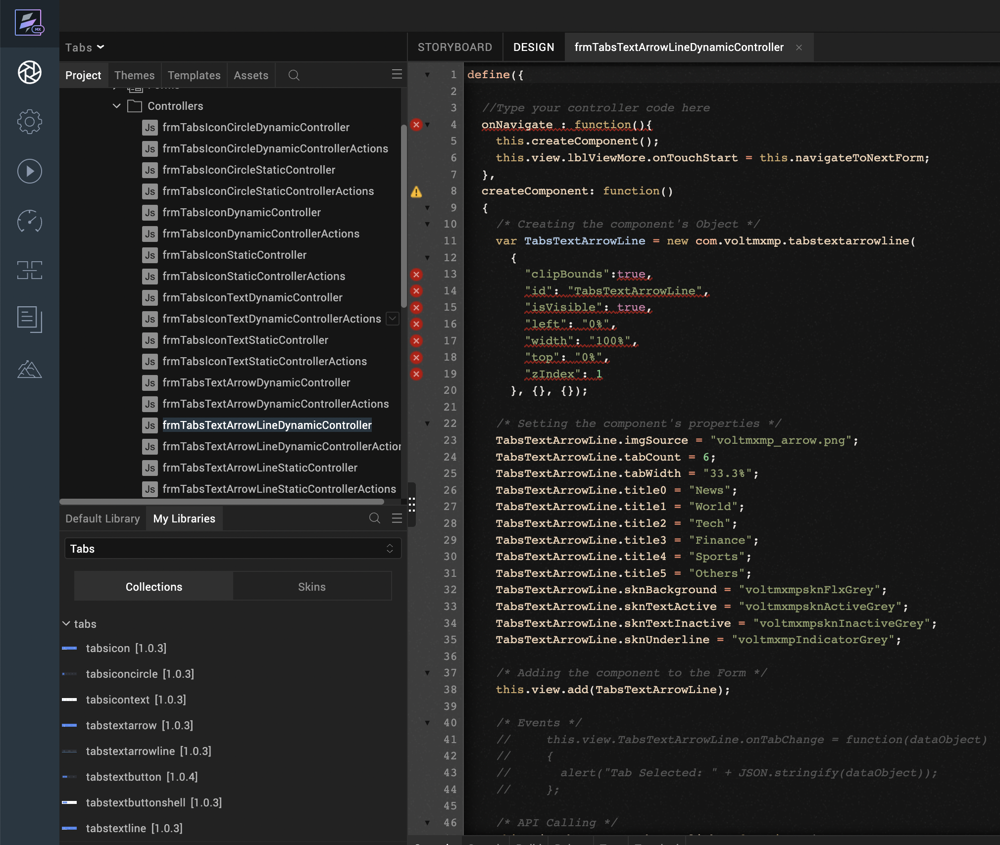 MX
Tabs
STORYBOARD
DESIGN
frmTabsTextArrowLineDynamicController
Project
Themes
Templates
Assets
Forms
Controllers
Js frmTabsIconCircleDynamicController
Js frmTabsIconCircleDynamicControllerActions
Js frmTabsIconCircleStaticController
Js frmTabsIconCircleStaticControllerActions
Js frmTabsIconDynamicController
Js frmTabsIconDynamicControllerActions
Js frmTabsIconStaticController
Js frmTabsIconStaticControllerActions
Js frmTabsIconTextDynamicController
Js frmTabsIconTextDynamicControllerActions
Js frmTabsIconTextStaticController
Js frmTabsIconTextStaticControllerActions
Js frmTabsTextArrowDynamicController
Js frmTabsTextArrowDynamicControllerActions
Js frmTabsTextArrowLineDynamicController
Js frmTabsTextArrowLineDynamicControllerAction
Js frmTabsTextArrowLineStaticController
Js frmTabsTextArrowLineStaticControllerActions
Default Library
My Libraries
Tabs
Collections
Skins
tabs
tabsicon [1.0.3]
tabsiconcircle [1.0.3]
tabsicontext [1.0.3]
tabstextarrow [1.0.3]
tabstextarrowline [1.0.3]
tabstextbutton [1.0.4]
tabstextbuttonshell [1.0.3]
tabstextline [1.0.3]
1 define({
2
3 //Type your controller code here
4 onNavigate : function(){
5 this.createComponent();
6 this.view.lblViewMore.onTouchStart = this.navigateToNextForm;
7 },
8 createComponent: function()
9 {
10 /* Creating the component's Object */
11 var TabsTextArrowLine = new com.voltmxmp.tabstextarrowline(
12 {
13 "clipBounds":true,
14 "id": "TabsTextArrowLine",
15 "isVisible": true,
16 "left": "0%",
17 "width": "100%",
18 "top": "0%",
19 "zIndex": 1
20 }, {}, {});
21
22 /* Setting the component's properties */
23 TabsTextArrowLine.imgSource = "voltmxmp_arrow.png";
24 TabsTextArrowLine.tabCount = 6;
25 TabsTextArrowLine.tabWidth = "33.3%";
26 TabsTextArrowLine.title0 = "News";
27 TabsTextArrowLine.title1 = "World";
28 TabsTextArrowLine.title2 = "Tech";
29 TabsTextArrowLine.title3 = "Finance";
30 TabsTextArrowLine.title4 = "Sports";
31 TabsTextArrowLine.title5 = "Others";
32 TabsTextArrowLine.sknBackground = "voltmxmpsknFlxGrey";
33 TabsTextArrowLine.sknTextActive = "voltmxmpsknActiveGrey";
34 TabsTextArrowLine.sknTextInactive = "voltmxmpsknInactiveGrey";
35 TabsTextArrowLine.sknUnderline = "voltmxmpIndicatorGrey";
36
37 /* Adding the component to the Form */
38 this.view.add(TabsTextArrowLine);
39
40 /* Events */
41 // this.view.TabsTextArrowLine.onTabChange = function(dataObject)
42 // {
43 // alert("Tab Selected: " + JSON.stringify(dataObject));
44 // };
45
46 /* API Calling */